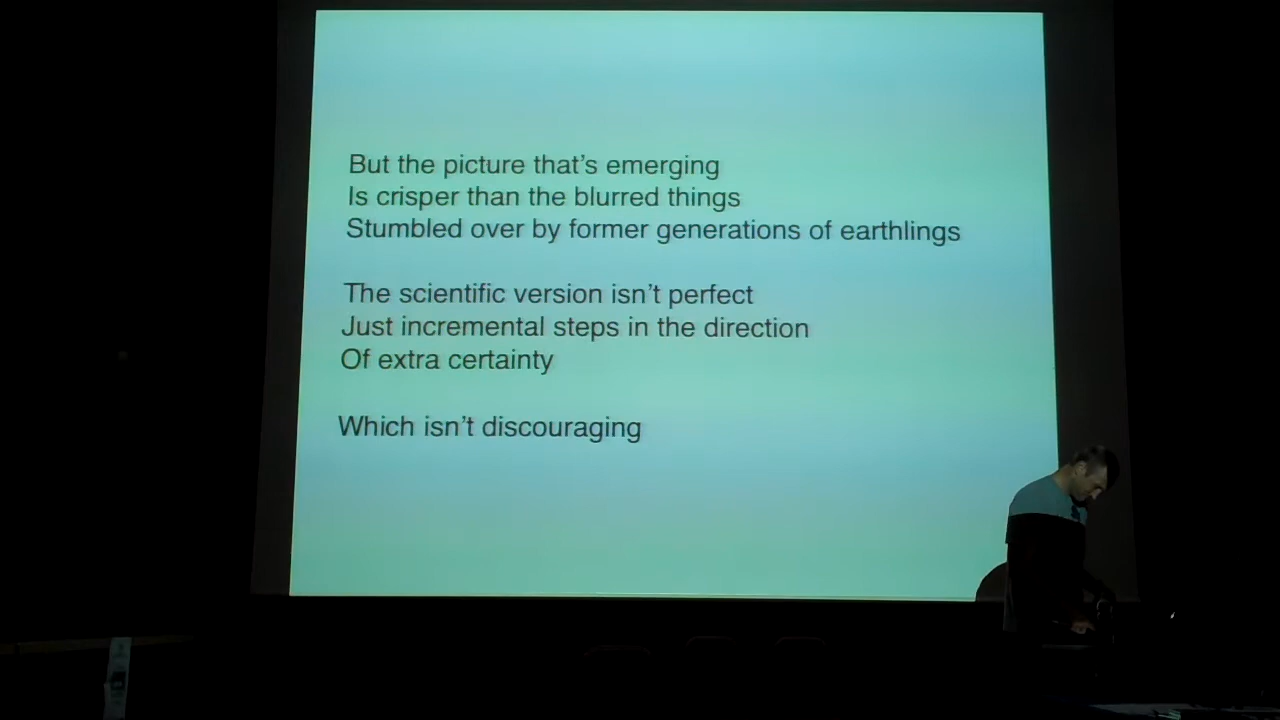 But the picture that's emerging
Is crisper than the blurred things
Stumbled over by former generations of earthlings
The scientific version isn't perfect
Just incremental steps in the direction
Of extra certainty
Which isn't discouraging